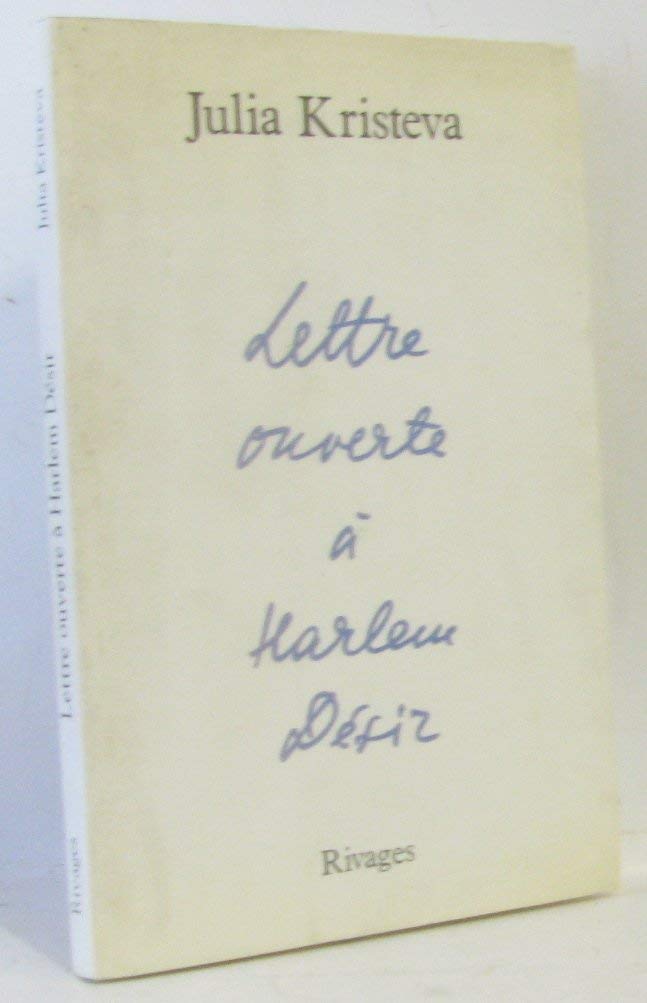 Julia Kristeva
Lettre
ouverte
à
Harlem
Désir
Rivages
Julia Kristeva
Lettre ouverte à Harlem Désir
Rivages